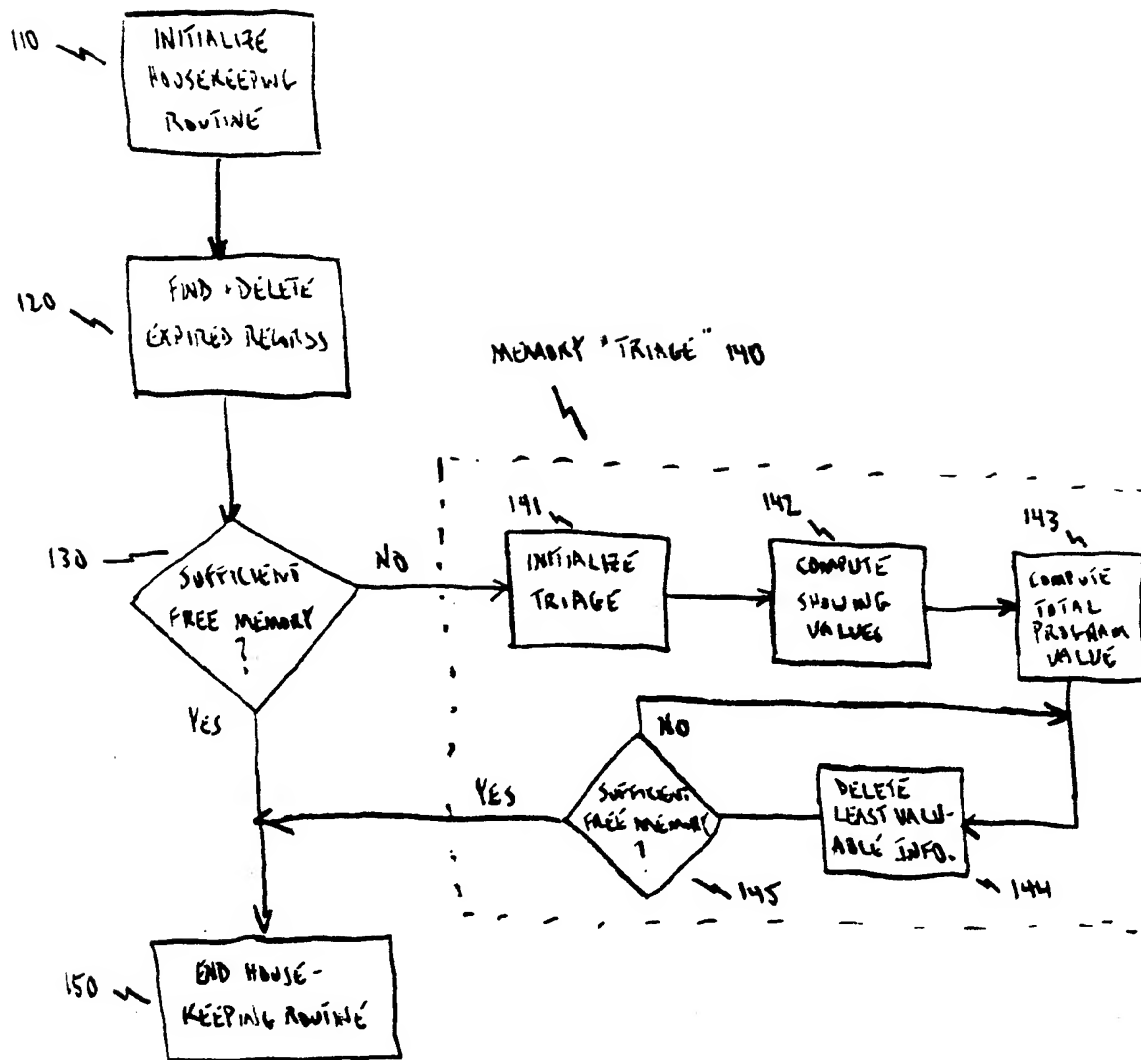 110
INITIALIZE
HOUSEKEEPING
ROUTINE
120
FIND + DELETE
EXPIRED RECORDS
MEMORY "TRIAGE" 140
130
SUFFICIENT
FREE MEMORY
?
NO
YES
141
INITIALIZE
TRIAGE
142
COMPUTE
SHOWING
VALUES
143
COMPUTE
TOTAL
PROGRAM
VALUE
NO
YES
SUFFICIENT
FREE MEMORY
?
145
DELETE
LEAST VALU-
ABLE INFO.
144
150
END HOUSE-
KEEPING ROUTINE